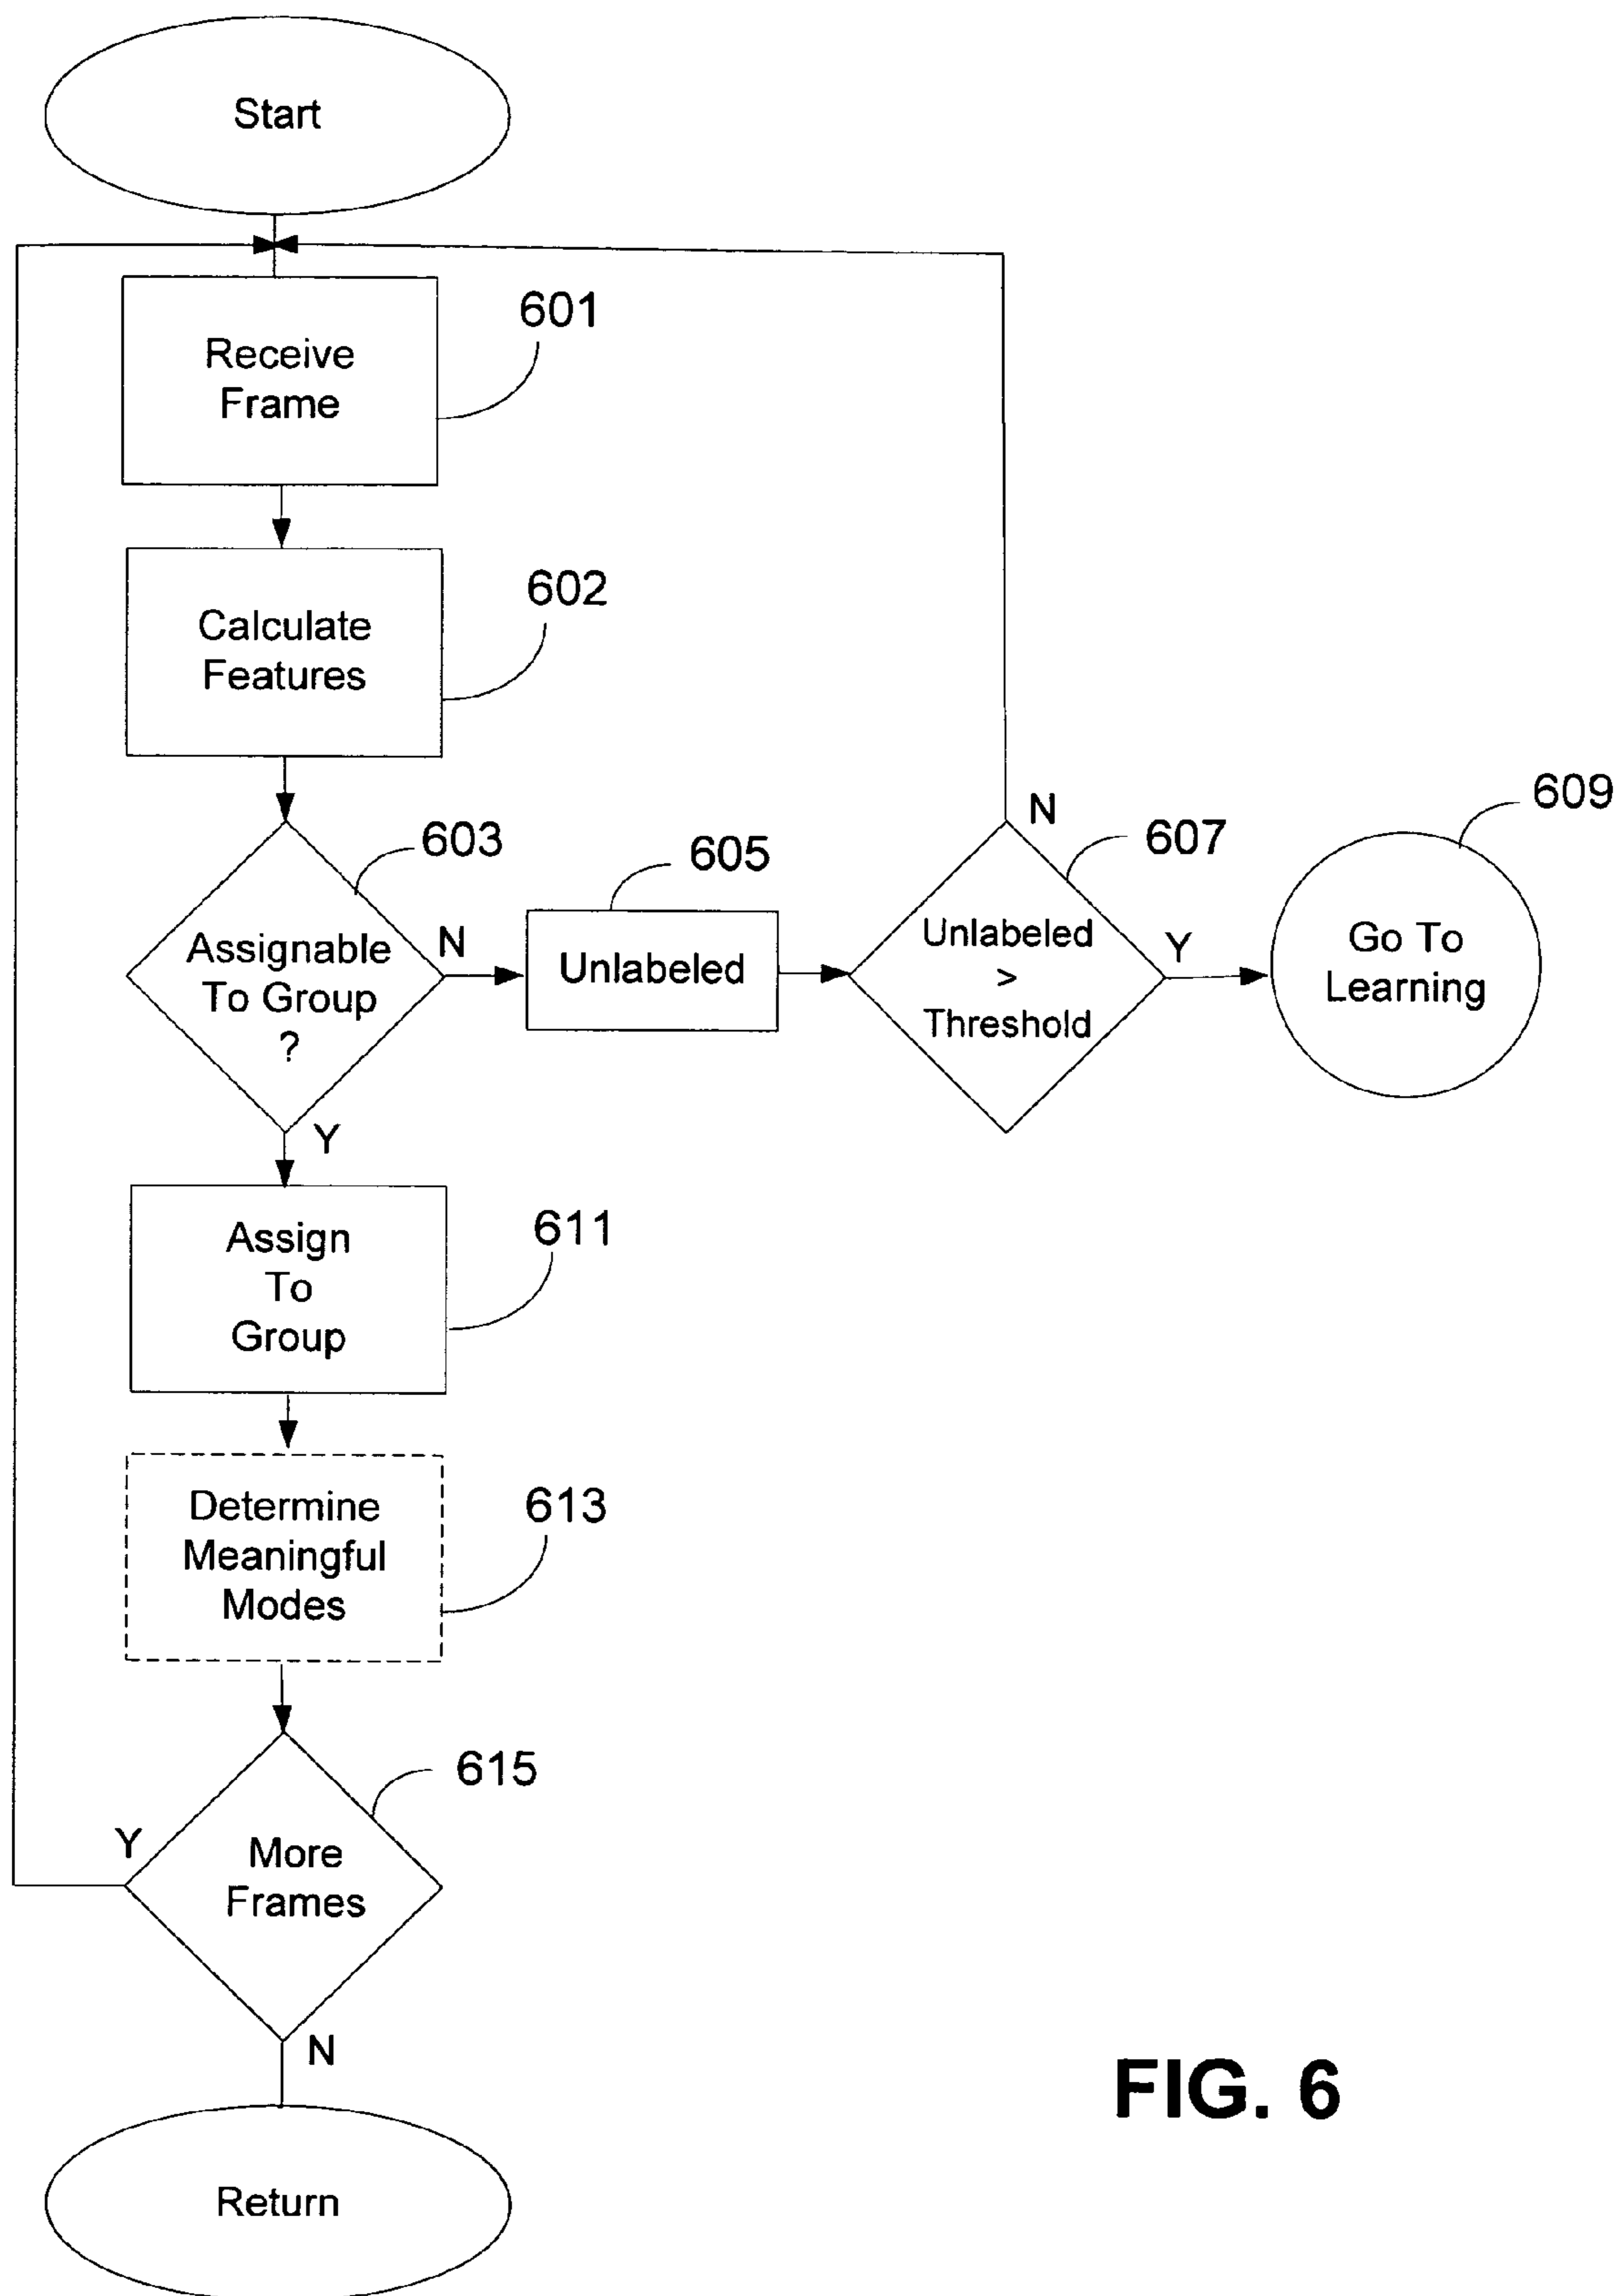 Start
601
Receive
Frame
602
Calculate
Features
603
Assignable
To Group
?
N
605
Unlabeled
N
607
Unlabeled
>
Threshold
Y
609
Go To
Learning
Y
611
Assign
To
Group
613
Determine
Meaningful
Modes
615
Y
More
Frames
N
Return
FIG. 6